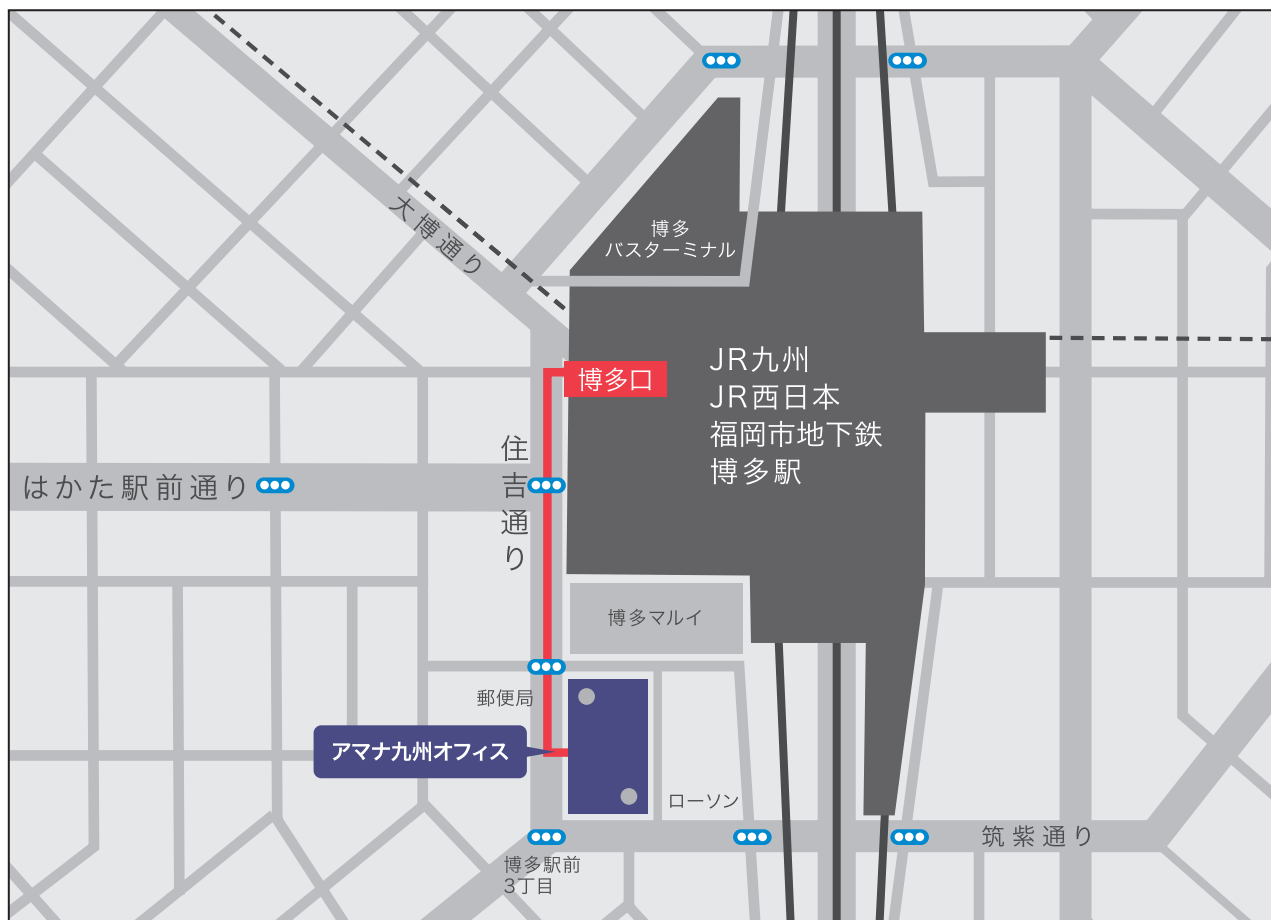 大博通り
博多
バスターミナル
博多口
JR九州
JR西日本
福岡市地下鉄
博多駅
住吉通り
はかた駅前通り
博多マルイ
郵便局
アマナ九州オフィス
ローソン
筑紫通り
博多駅前
3丁目